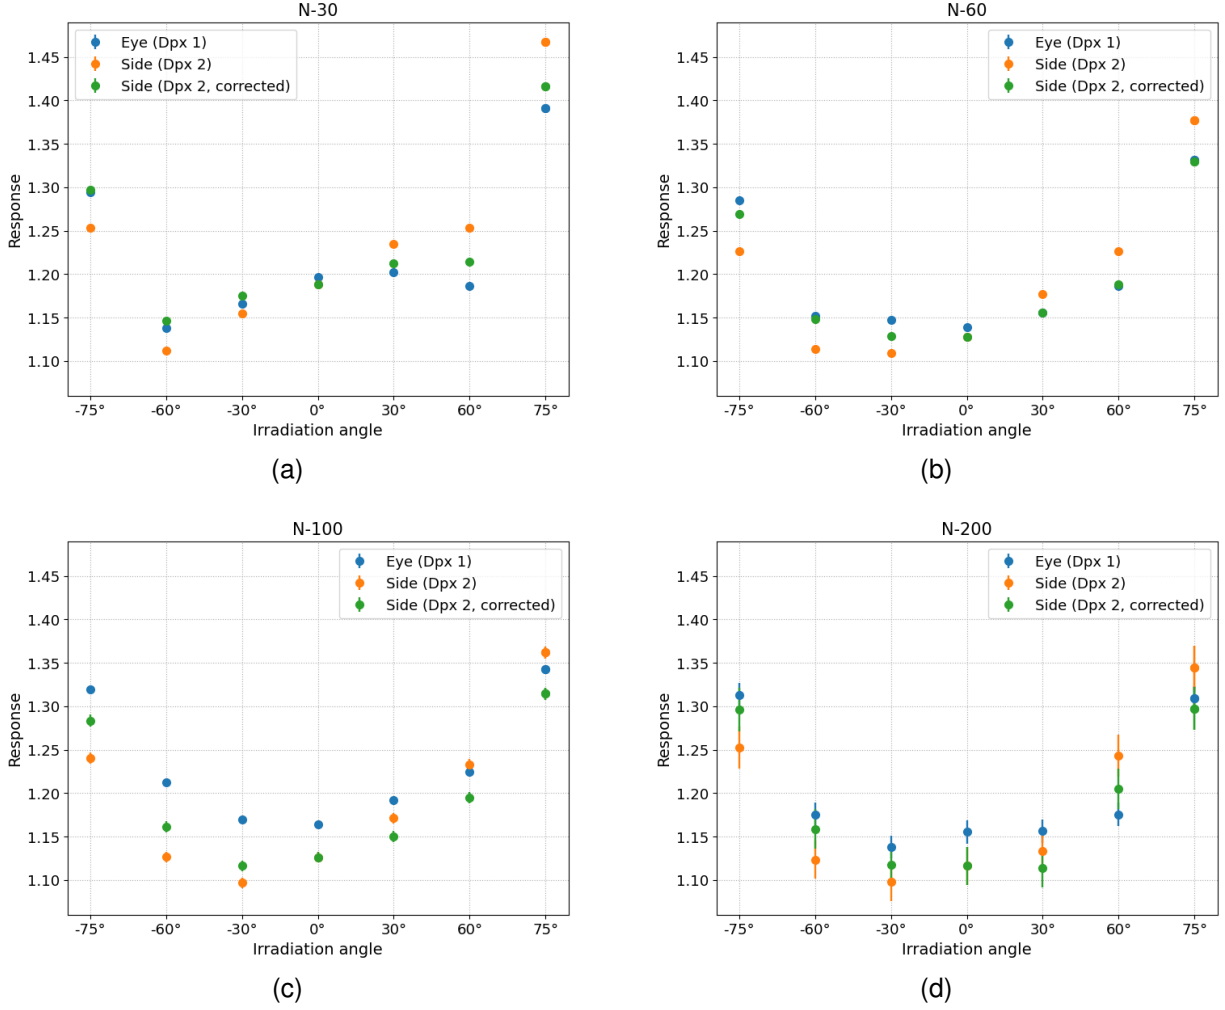 N-30
Eye (Dpx 1)
Side (Dpx 2)
Side (Dpx 2, corrected)
1.45
1.40
1.35
1.30
1.25
1.20
1.15
1.10
Response
-75° -60° -30° 0° 30° 60° 75°
Irradiation angle
(a)
N-60
Eye (Dpx 1)
Side (Dpx 2)
Side (Dpx 2, corrected)
1.45
1.40
1.35
1.30
1.25
1.20
1.15
1.10
Response
-75° -60° -30° 0° 30° 60° 75°
Irradiation angle
(b)
N-100
Eye (Dpx 1)
Side (Dpx 2)
Side (Dpx 2, corrected)
1.45
1.40
1.35
1.30
1.25
1.20
1.15
1.10
Response
-75° -60° -30° 0° 30° 60° 75°
Irradiation angle
(c)
N-200
Eye (Dpx 1)
Side (Dpx 2)
Side (Dpx 2, corrected)
1.45
1.40
1.35
1.30
1.25
1.20
1.15
1.10
Response
-75° -60° -30° 0° 30° 60° 75°
Irradiation angle
(d)